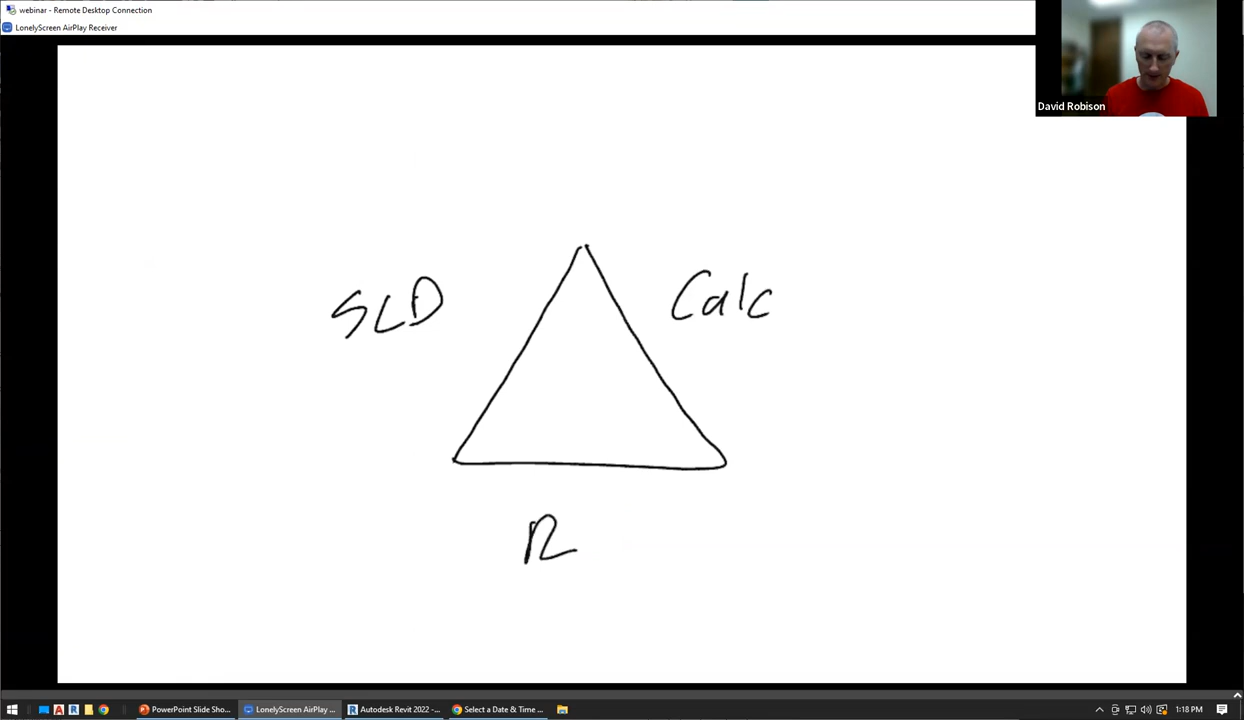 webinar - Remote Desktop Connection
LonelyScreen AirPlay Receiver
David Robison
SLD
Calc
R
PowerPoint Slide Sho...
LonelyScreen AirPlay ...
Autodesk Revit 2022 -...
Select a Date & Time ...
1:18 PM